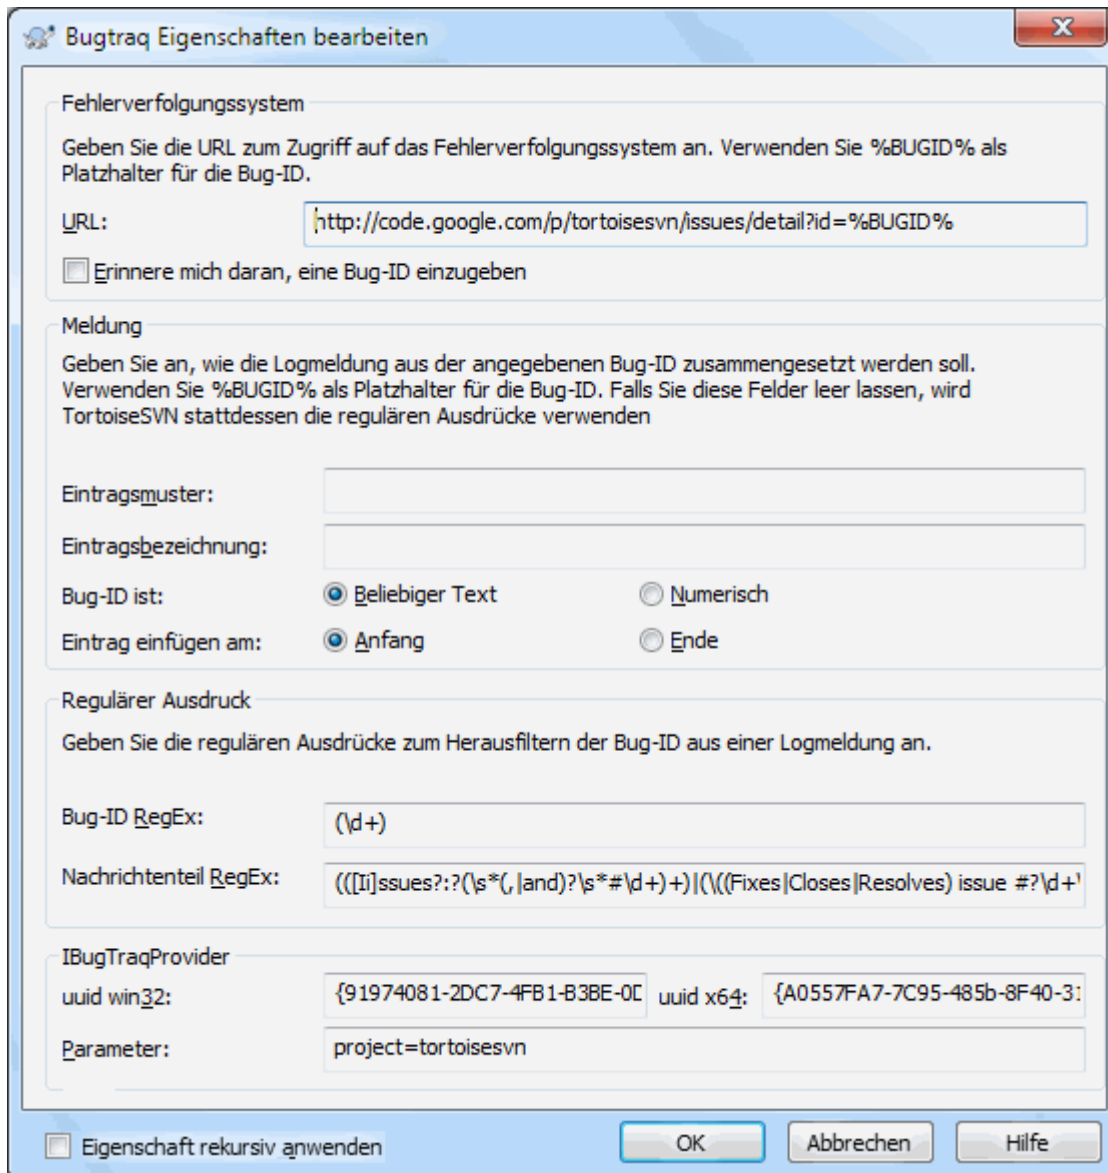 Bugtraq Eigenschaften bearbeiten
Fehlerverfolgungssystem
Geben Sie die URL zum Zugriff auf das Fehlerverfolgungssystem an. Verwenden Sie %BUGID% als
Platzhalter für die Bug-ID.
URL: http://code.google.com/p/tortoisesvn/issues/detail?id=%BUGID%
Erinnere mich daran, eine Bug-ID einzugeben
Meldung
Geben Sie an, wie die Logmeldung aus der angegebenen Bug-ID zusammengesetzt werden soll.
Verwenden Sie %BUGID% als Platzhalter für die Bug-ID. Falls Sie diese Felder leer lassen, wird
TortoiseSVN stattdessen die regulären Ausdrücke verwenden
Eintragsmuster:
Eintragsbezeichnung:
Bug-ID ist: Beliebiger Text Numerisch
Eintrag einfügen am: Anfang Ende
Regulärer Ausdruck
Geben Sie die regulären Ausdrücke zum Herausfiltern der Bug-ID aus einer Logmeldung an.
Bug-ID RegEx: (\d+)
Nachrichtenteil RegEx: (([Ii]ssues?:?(\s*(,|and)?\s*#\d+)+)|(\((Fixes|Closes|Resolves) issue #?\d+\
IBugTraqProvider
uuid win32: {91974081-2DC7-4FB1-B3BE-0D uuid x64: {A0557FA7-7C95-485b-8F40-31
Parameter: project=tortoisesvn
Eigenschaft rekursiv anwenden OK Abbrechen Hilfe